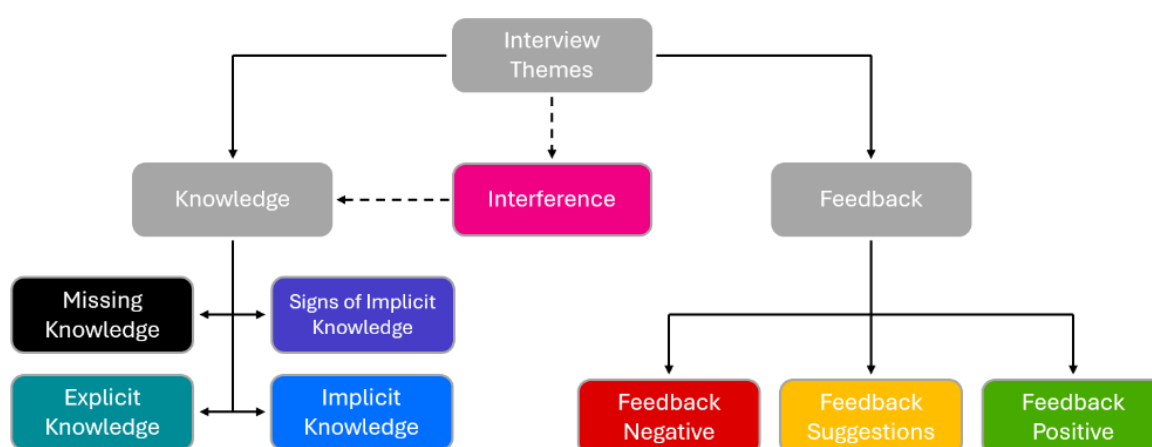 Interview
Themes
Knowledge
Interference
Feedback
Missing
Knowledge
Signs of Implicit
Knowledge
Explicit
Knowledge
Implicit
Knowledge
Feedback
Negative
Feedback
Suggestions
Feedback
Positive